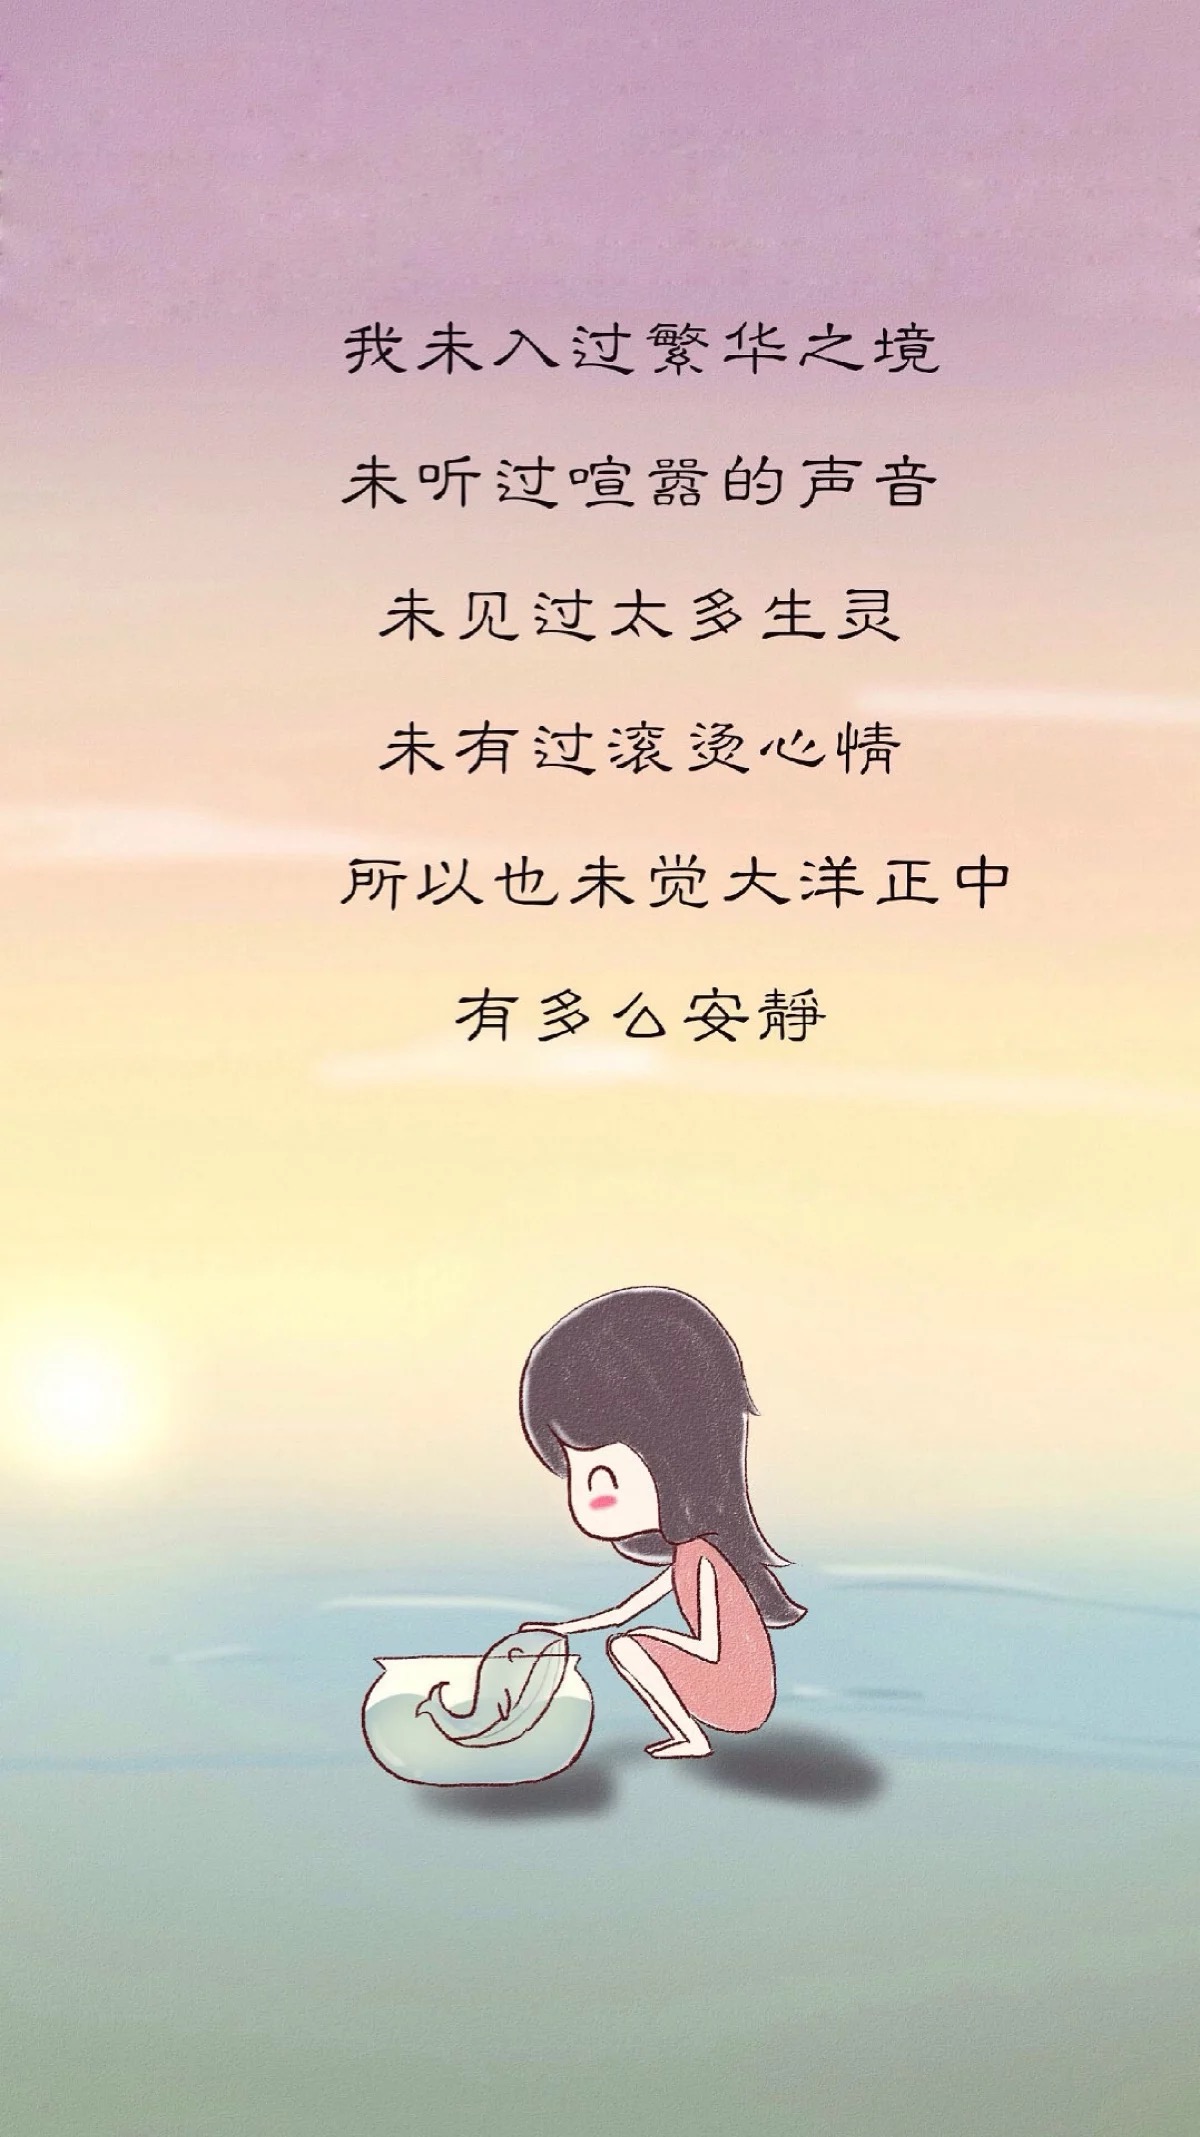 我未入过繁华之境
未听过喧嚣的声音
未见过太多生灵
未有过滚烫心情
所以也未觉大洋正中
有多么安静